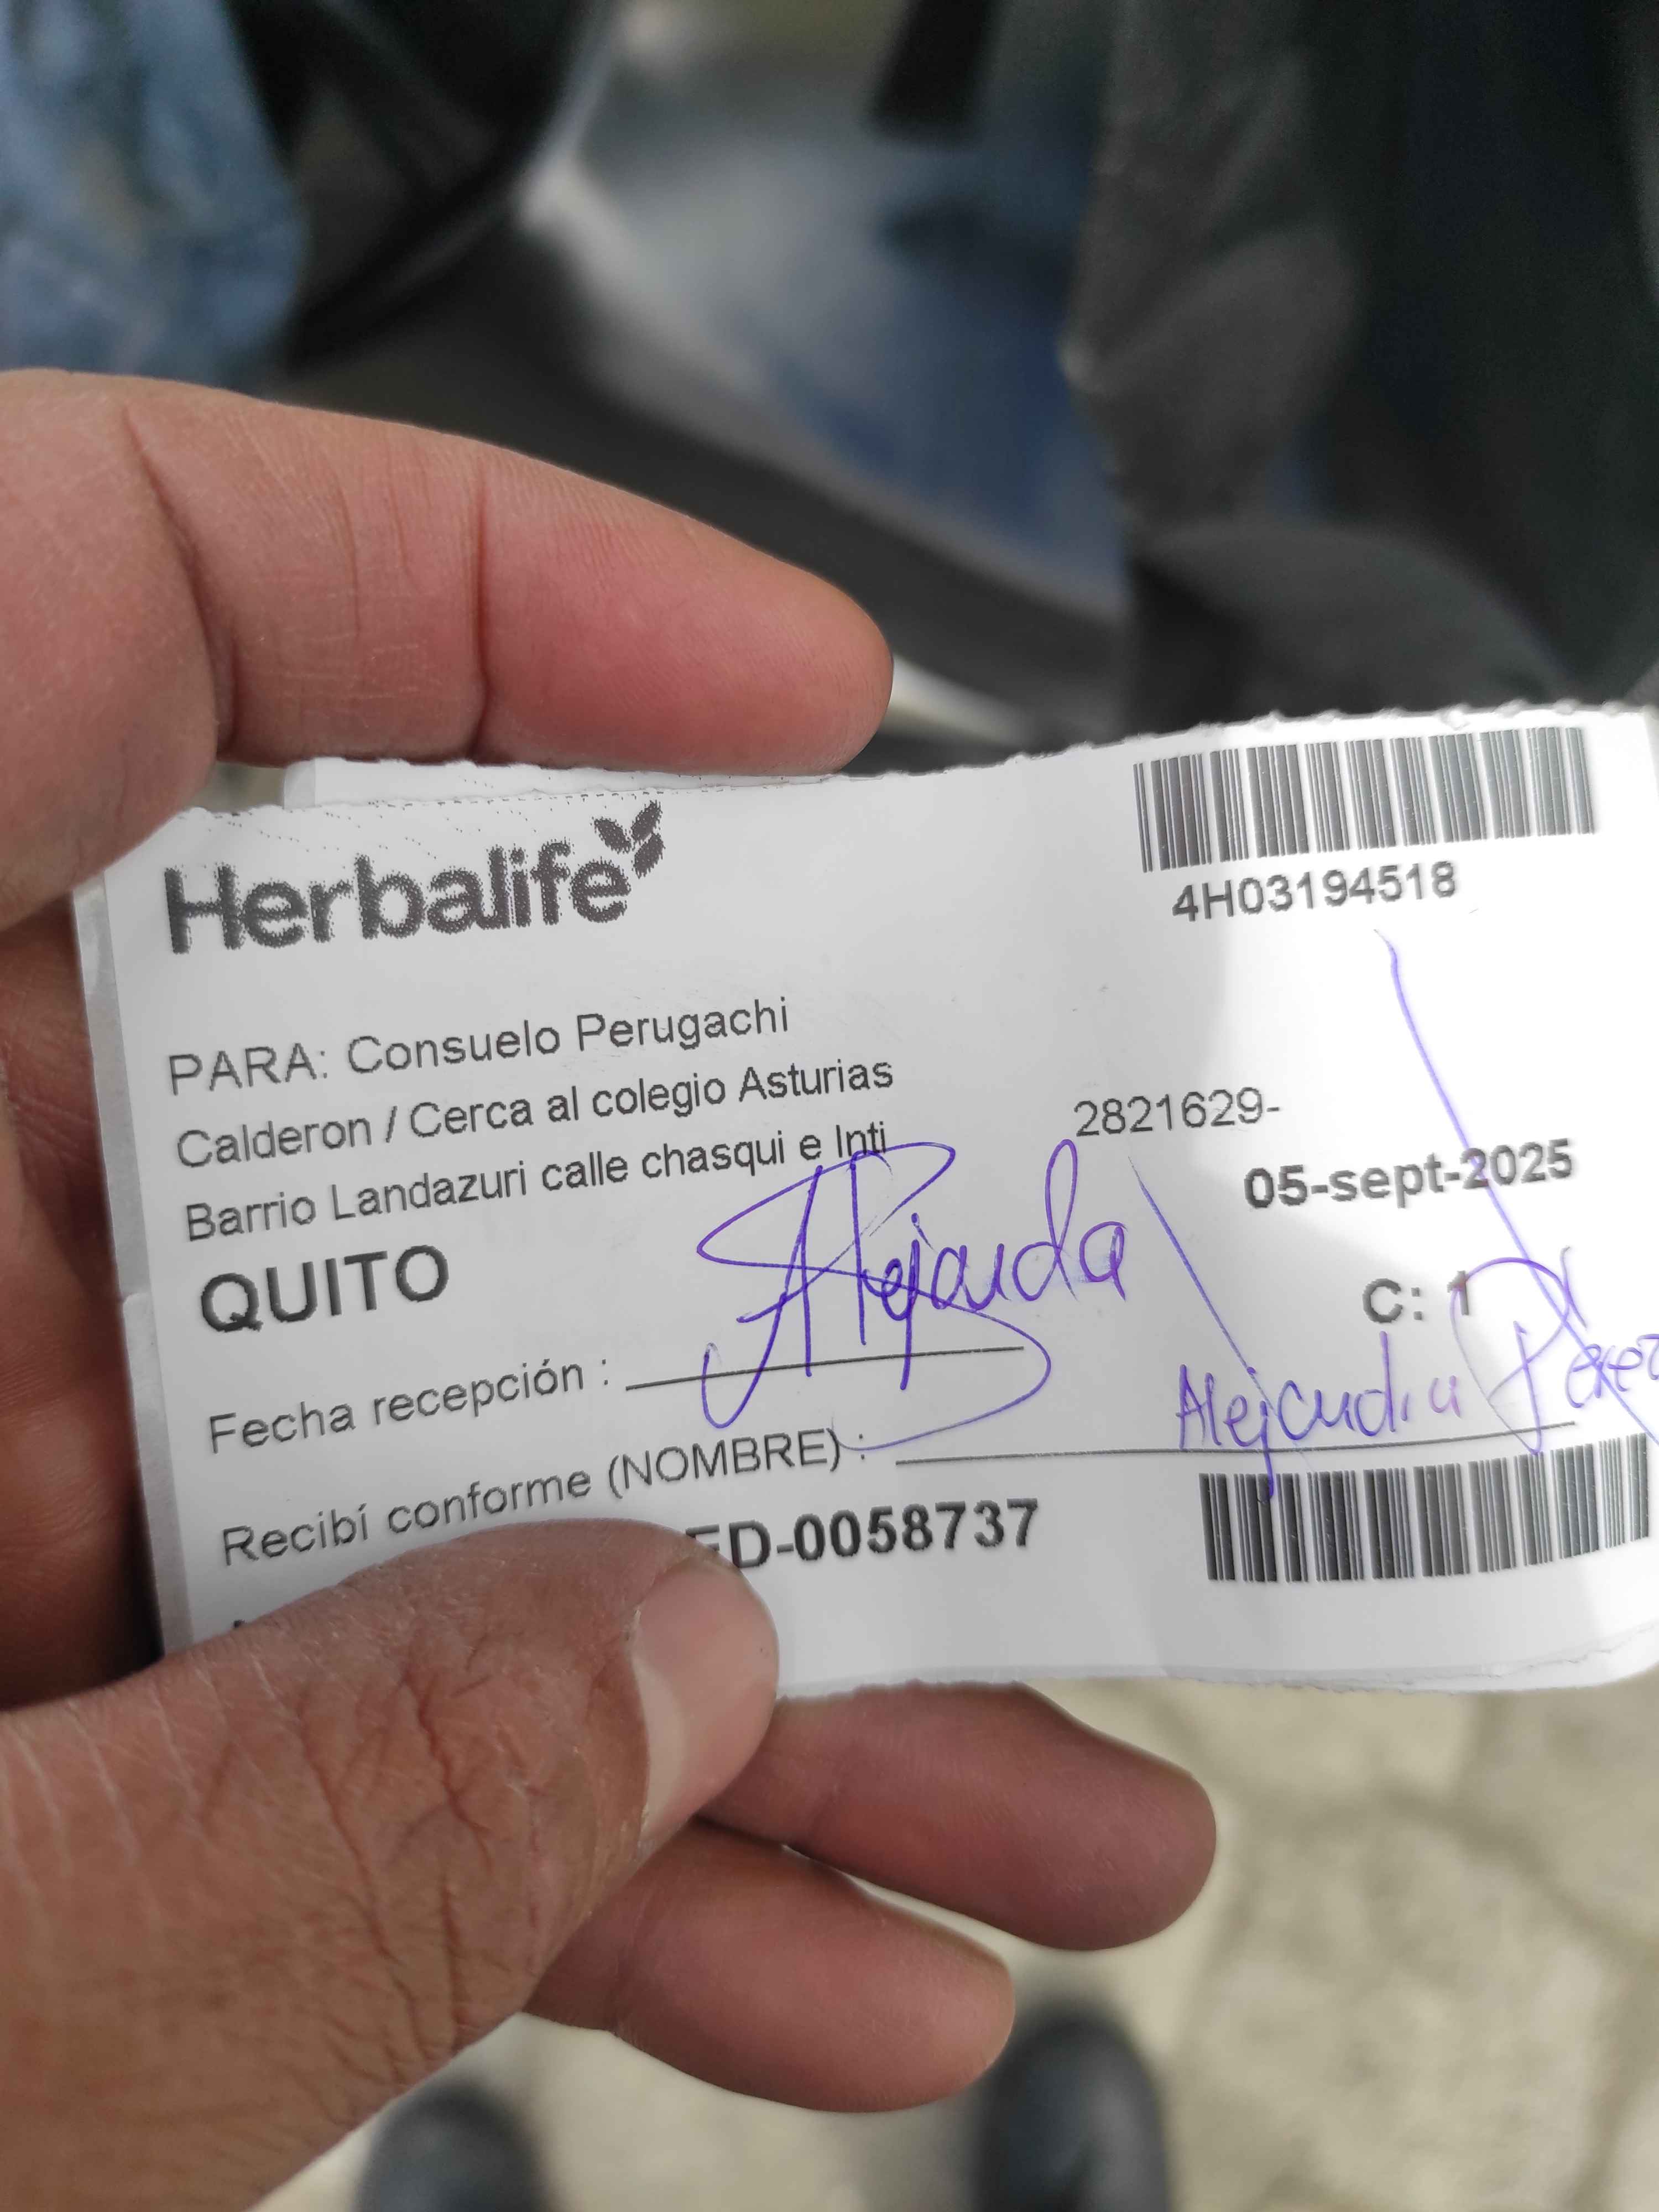 Herbalife
4H03194518
PARA: Consuelo Perugachi
Calderon / Cerca al colegio Asturias
2821629-
Barrio Landazuri calle chasqui e Inti
05-sept-2025
QUITO
C: 1
Fecha recepción : Alejanda
Recibí conforme (NOMBRE) : Alejandra Pérez
ED-0058737